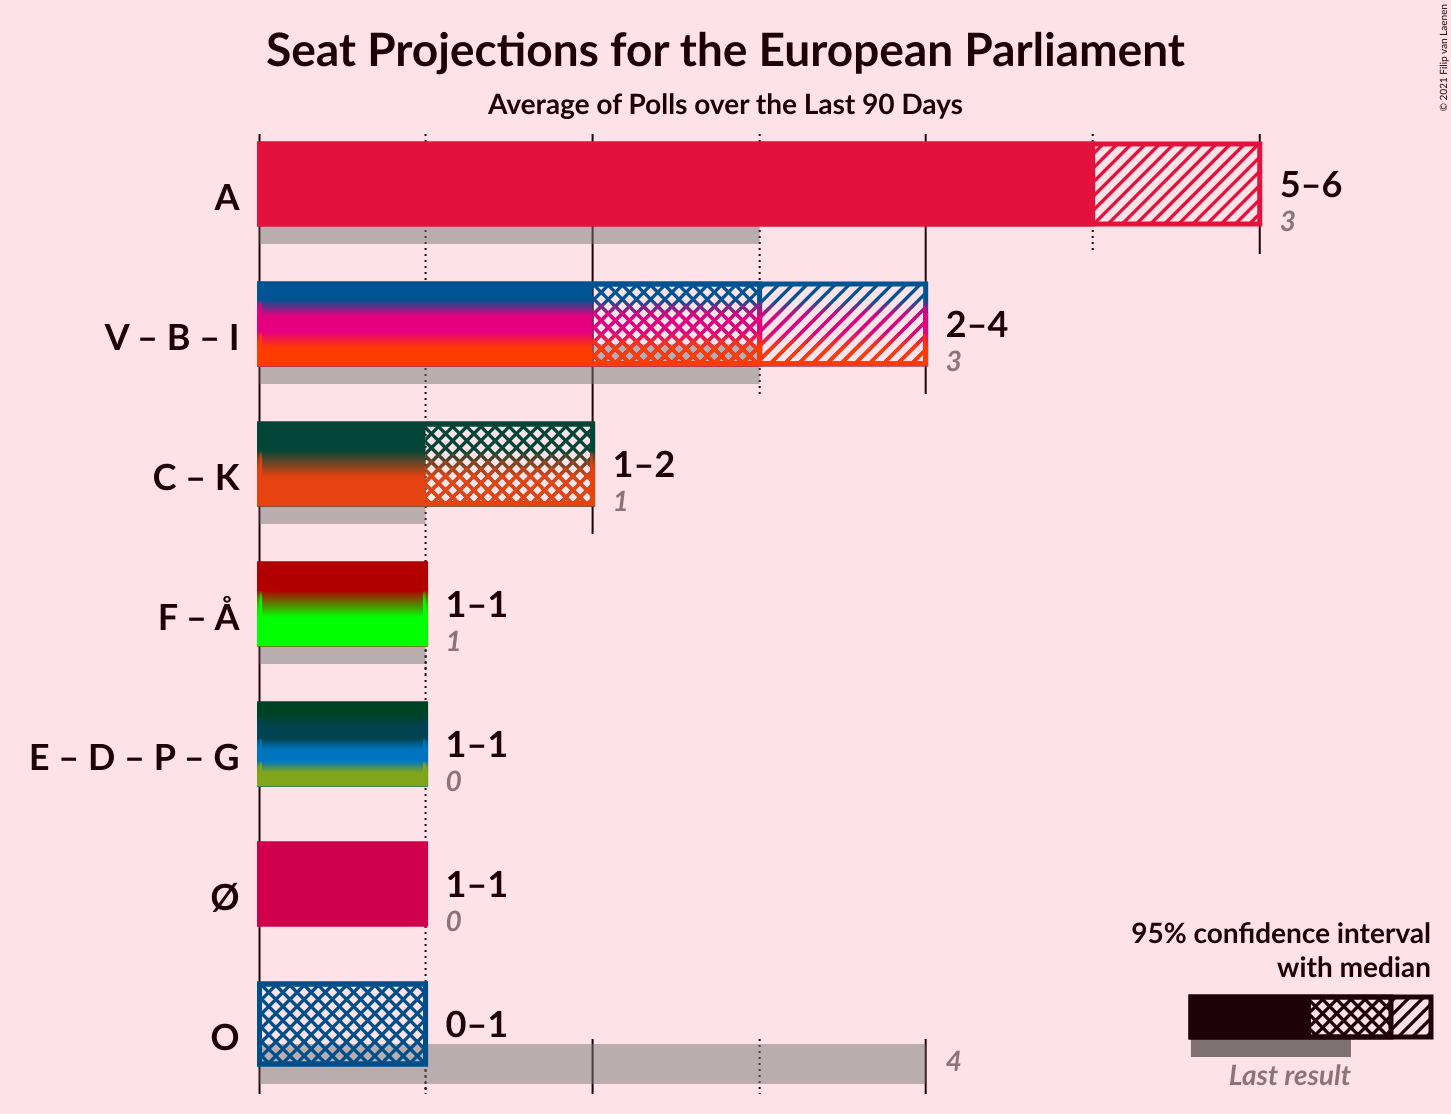 Seat Projections for the European Parliament
Average of Polls over the Last 90 Days
© 2021 Filip van Laenen
A
5–6
3
V – B – I
2–4
3
C – K
1–2
1
F – Å
1–1
1
E – D – P – G
1–1
0
Ø
1–1
0
O
0–1
4
95% confidence interval
with median
Last result